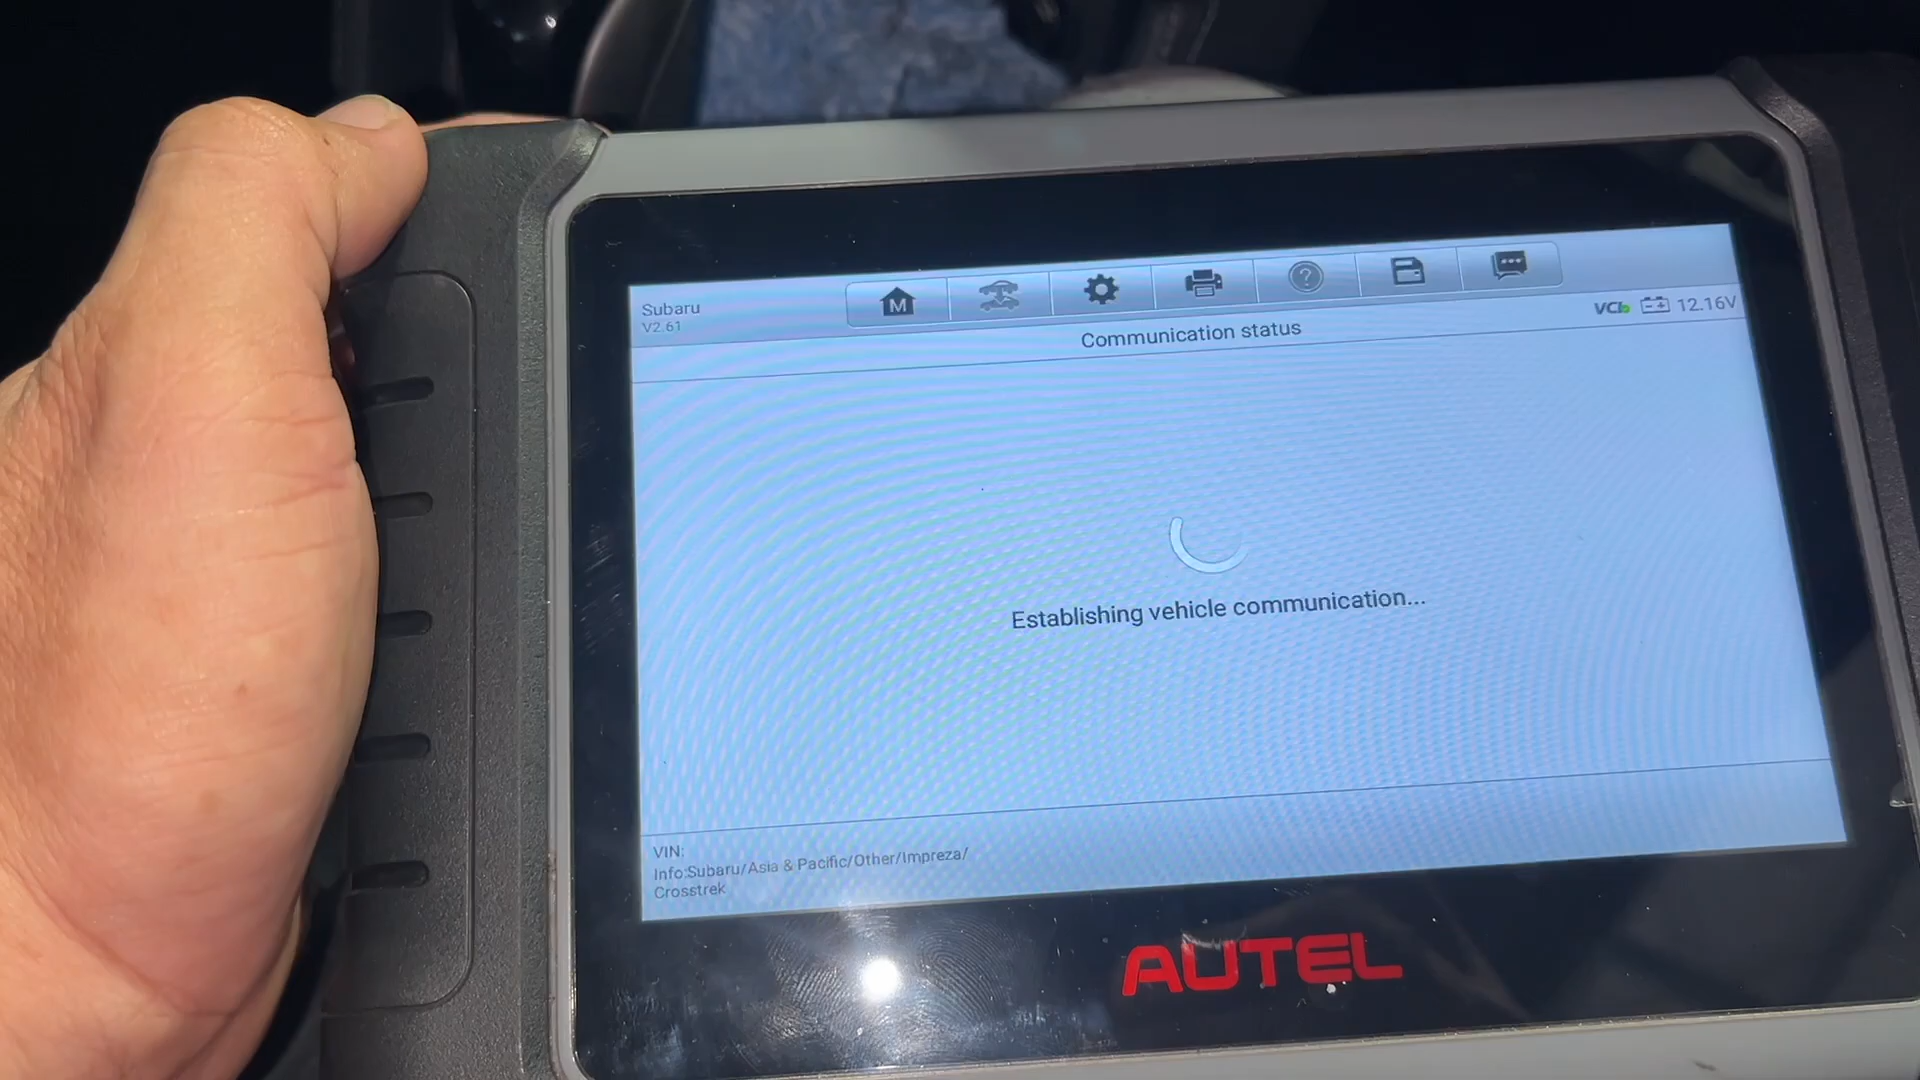 Subaru
V2.61
M
?
VCI
12.16V
Communication status
Establishing vehicle communication...
VIN:
Info:Subaru/Asia & Pacific/Other/Impreza/
Crosstrek
AUTEL